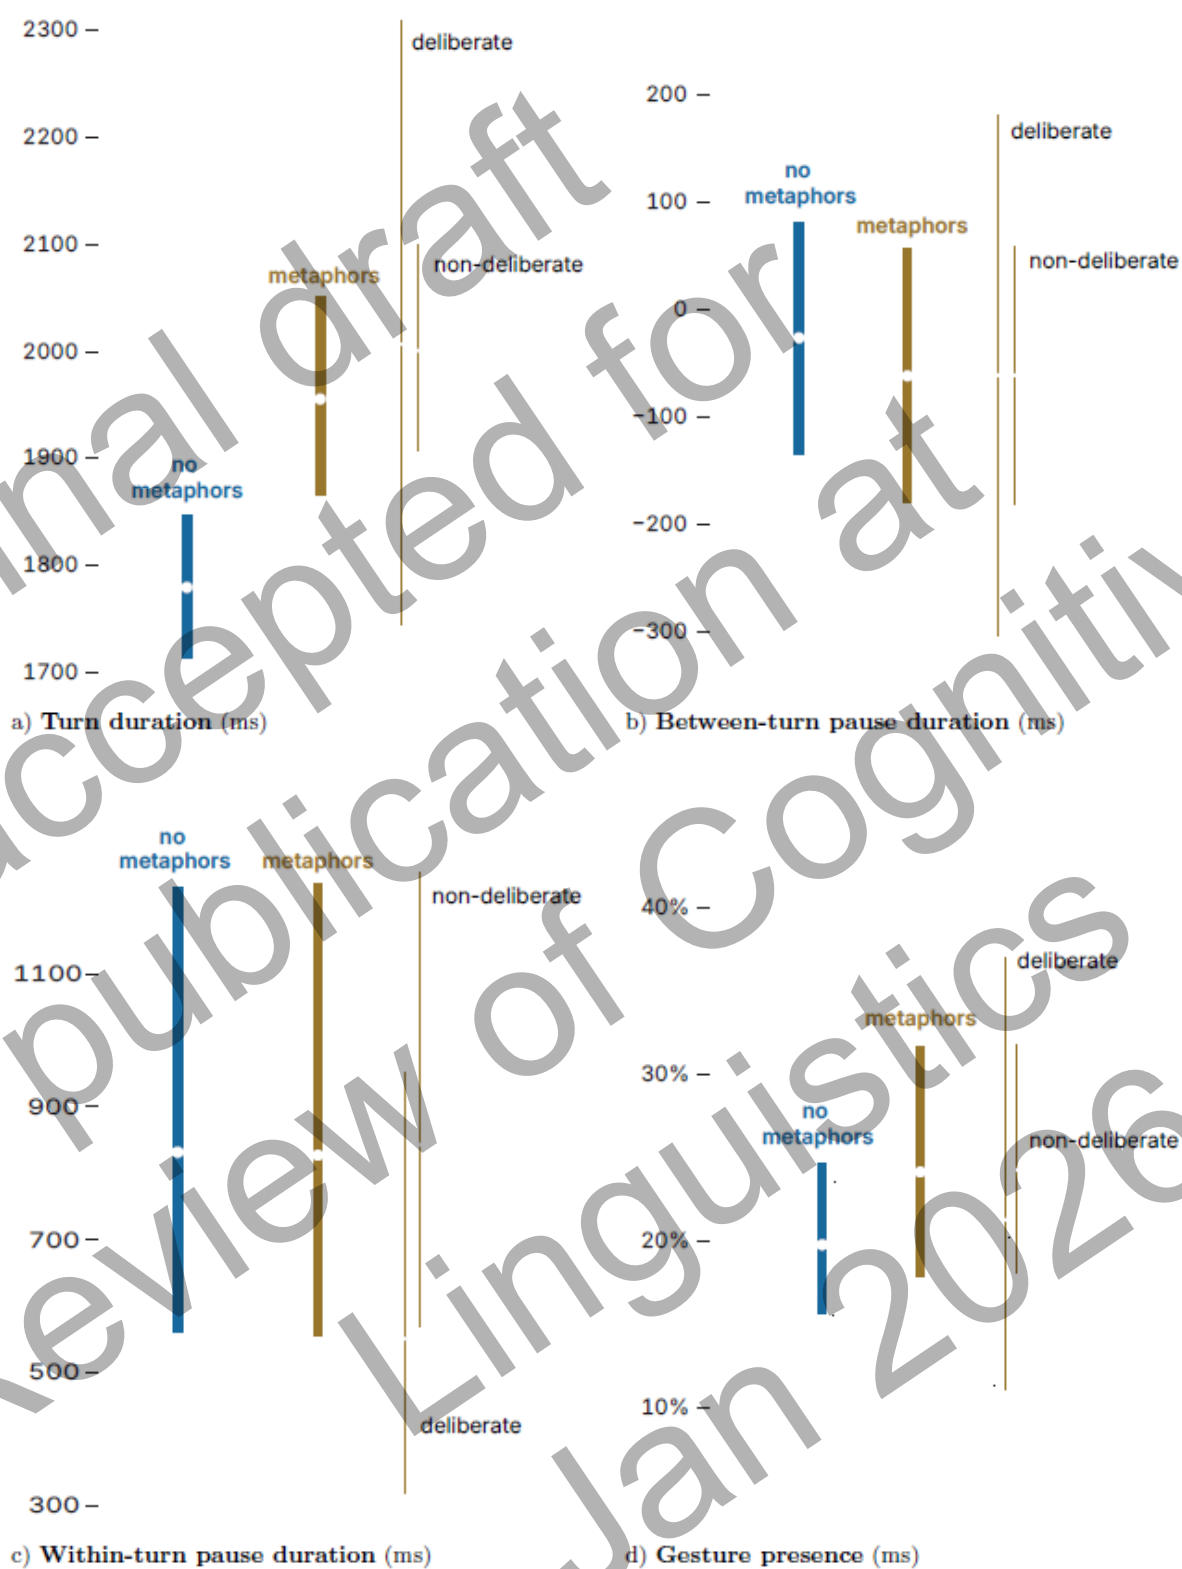 2300
deliberate
2200
2100
metaphors
non-deliberate
2000
1900
no
metaphors
1800
1700
a) Turn duration (ms)
200
deliberate
no
metaphors
100
metaphors
non-deliberate
0
−100
−200
−300
b) Between-turn pause duration (ms)
no
metaphors
metaphors
non-deliberate
1100
900
700
500
deliberate
300
c) Within-turn pause duration (ms)
40%
deliberate
metaphors
30%
no
metaphors
non-deliberate
20%
10%
d) Gesture presence (ms)
draft
accepted for
publication at
Review of Cognitiv
Linguistics
Jan 2026